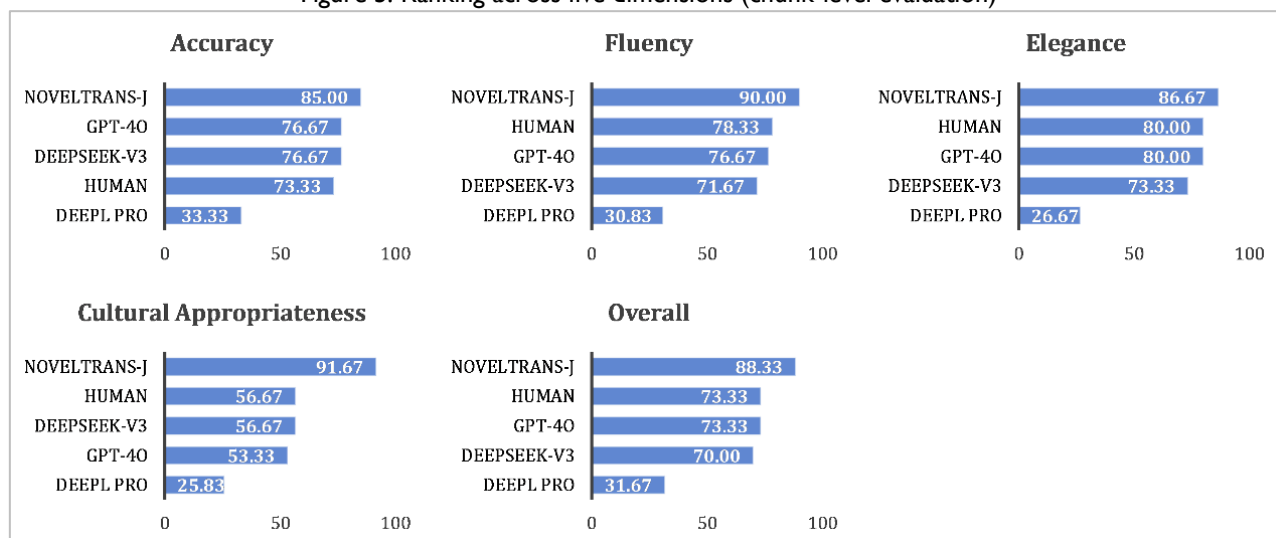 Accuracy
NOVELTRANS-J 85.00
GPT-4O 76.67
DEEPSEEK-V3 76.67
HUMAN 73.33
DEEPL PRO 33.33
0 50 100
Fluency
NOVELTRANS-J 90.00
HUMAN 78.33
GPT-4O 76.67
DEEPSEEK-V3 71.67
DEEPL PRO 30.83
0 50 100
Elegance
NOVELTRANS-J 86.67
HUMAN 80.00
GPT-4O 80.00
DEEPSEEK-V3 73.33
DEEPL PRO 26.67
0 50 100
Cultural Appropriateness
NOVELTRANS-J 91.67
HUMAN 56.67
DEEPSEEK-V3 56.67
GPT-4O 53.33
DEEPL PRO 25.83
0 50 100
Overall
NOVELTRANS-J 88.33
HUMAN 73.33
GPT-4O 73.33
DEEPSEEK-V3 70.00
DEEPL PRO 31.67
0 50 100